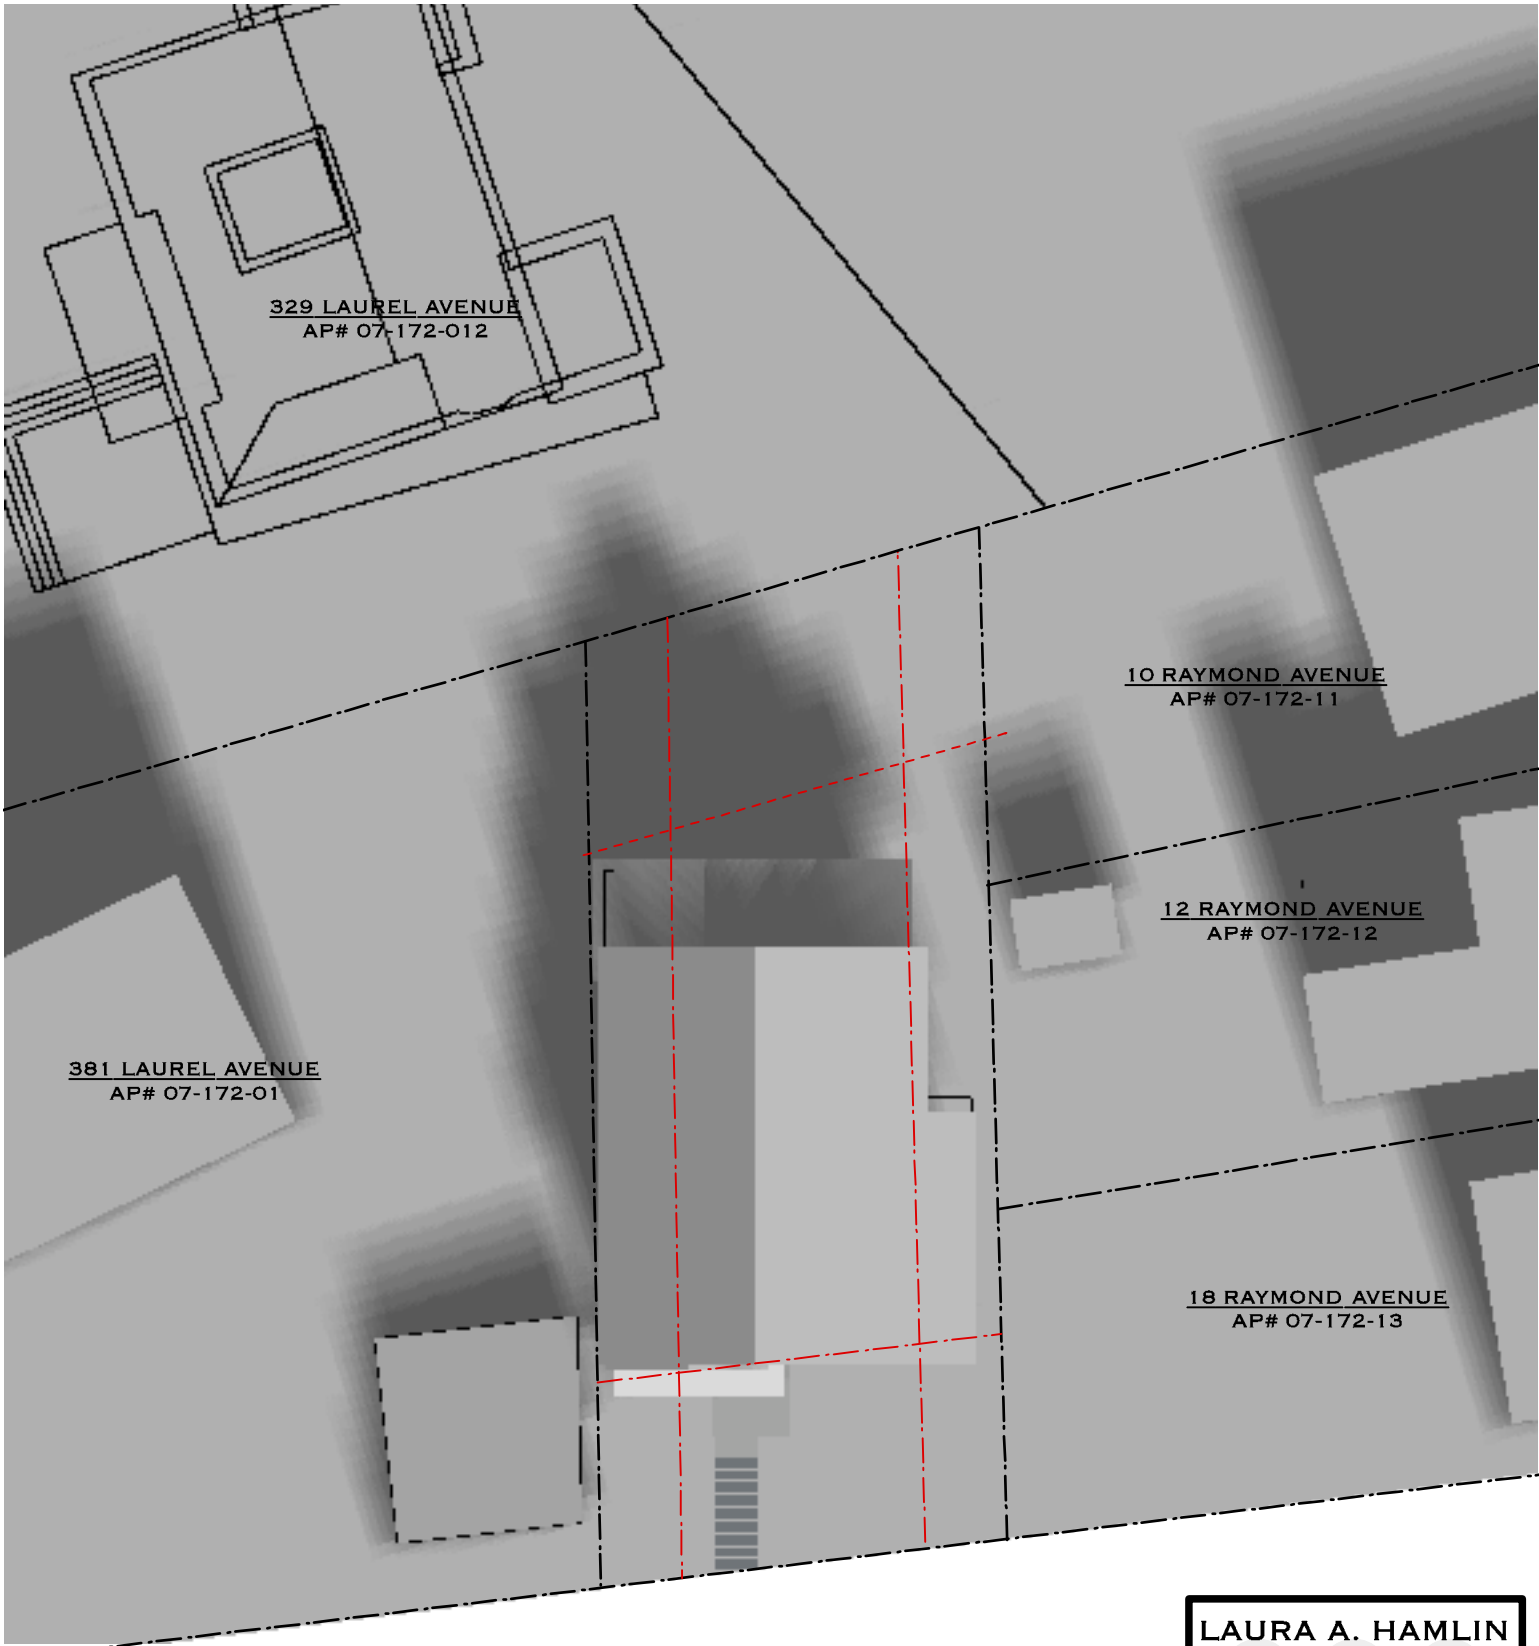 329 LAUREL AVENUE
AP# 07-172-012
10 RAYMOND AVENUE
AP# 07-172-11
12 RAYMOND AVENUE
AP# 07-172-12
381 LAUREL AVENUE
AP# 07-172-01
18 RAYMOND AVENUE
AP# 07-172-13
LAURA A. HAMLIN